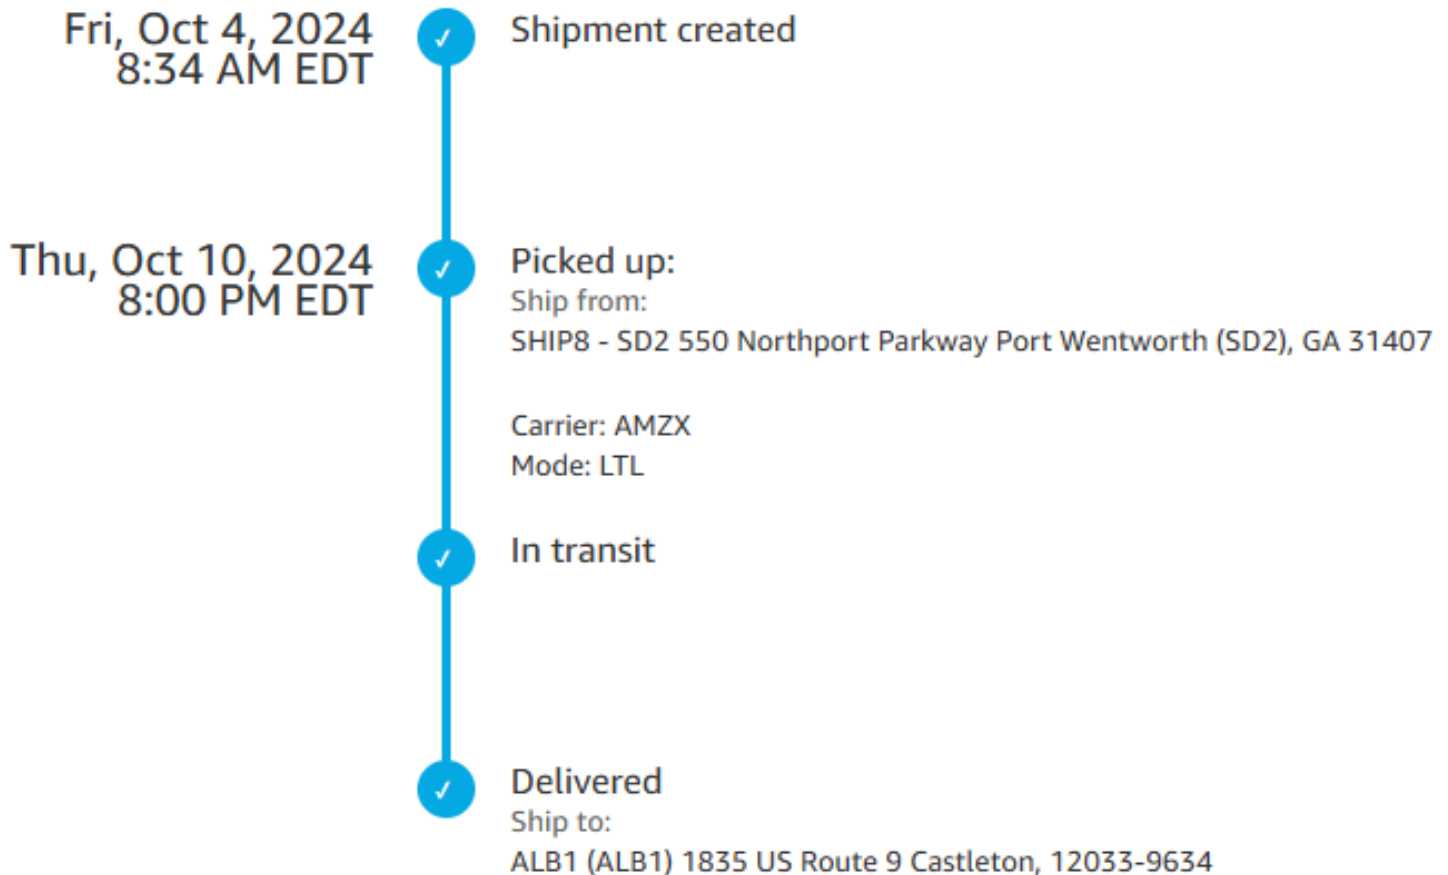 Fri, Oct 4, 2024
8:34 AM EDT
Shipment created
Thu, Oct 10, 2024
8:00 PM EDT
Picked up:
Ship from:
SHIP8 - SD2 550 Northport Parkway Port Wentworth (SD2), GA 31407
Carrier: AMZX
Mode: LTL
In transit
Delivered
Ship to:
ALB1 (ALB1) 1835 US Route 9 Castleton, 12033-9634